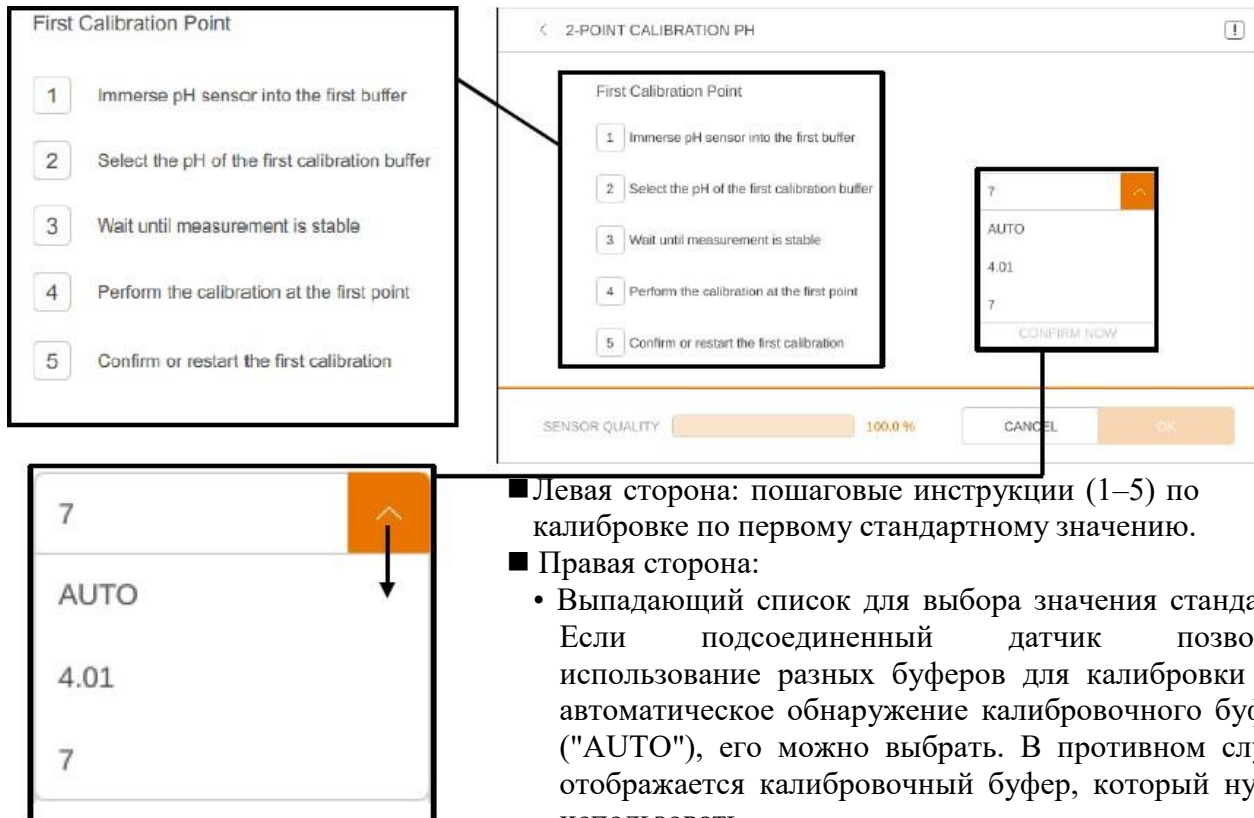 First Calibration Point
1 Immerse pH sensor into the first buffer
2 Select the pH of the first calibration buffer
3 Wait until measurement is stable
4 Perform the calibration at the first point
5 Confirm or restart the first calibration
< 2-POINT CALIBRATION PH !
First Calibration Point
1 Immerse pH sensor into the first buffer
2 Select the pH of the first calibration buffer
3 Wait until measurement is stable
4 Perform the calibration at the first point
5 Confirm or restart the first calibration
7
AUTO
4.01
7
CONFIRM NOW
SENSOR QUALITY 100.0 % CANCEL OK
7
AUTO
4.01
7
■ Левая сторона: пошаговые инструкции (1–5) по
калибровке по первому стандартному значению.
■ Правая сторона:
• Выпадающий список для выбора значения
Если подсоединенный датчик
использование разных буферов для калибровки
автоматическое обнаружение калибровочного
("AUTO"), его можно выбрать. В противном
отображается калибровочный буфер, который